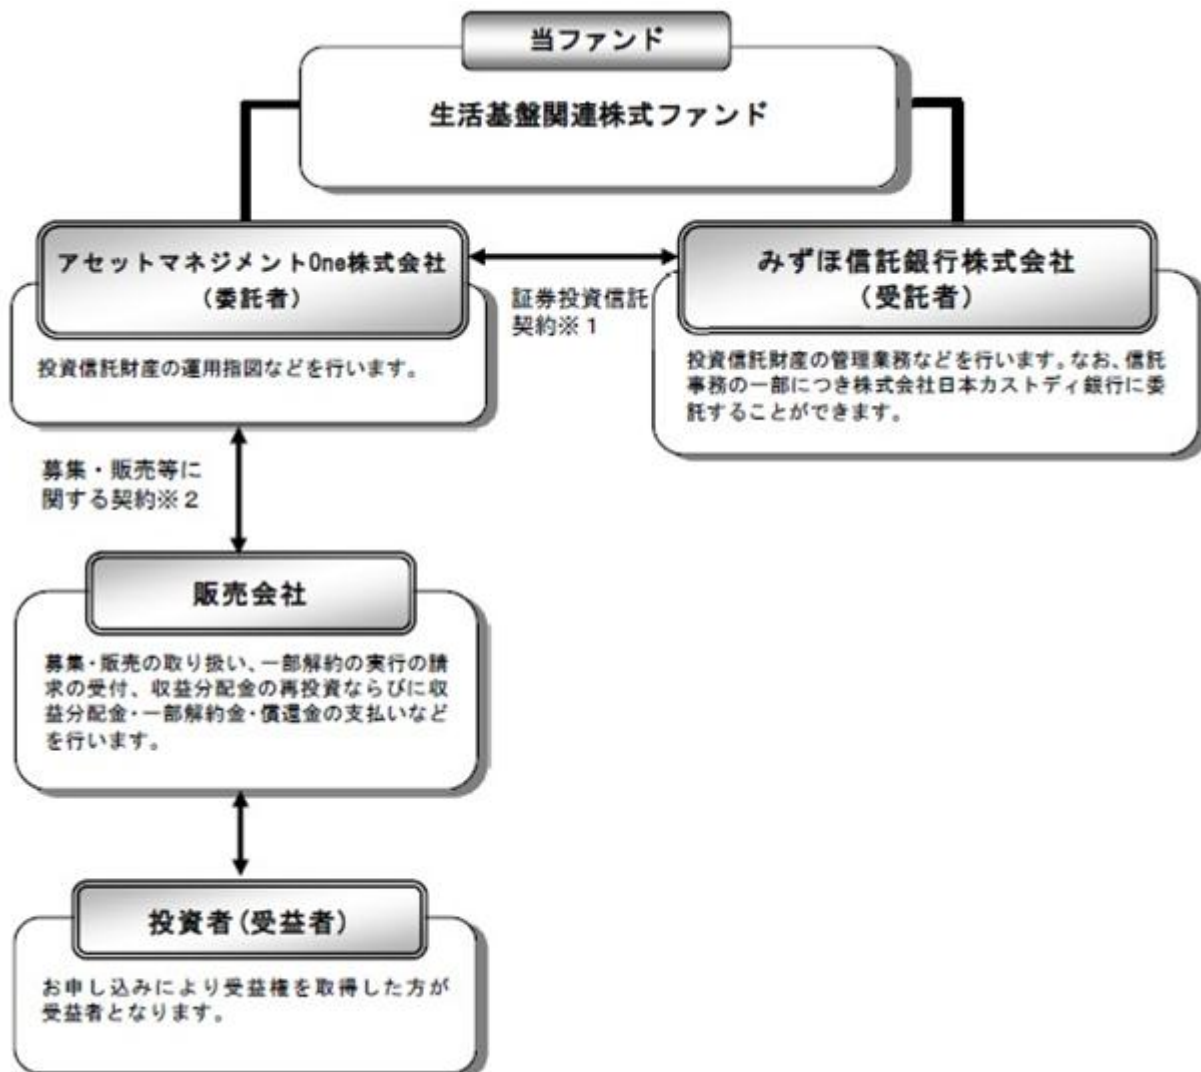 当ファンド
生活基盤関連株式ファンド
アセットマネジメントOne株式会社
(委託者)
投資信託財産の運用指図などを行います。
証券投資信託
契約※1
みずほ信託銀行株式会社
(受託者)
投資信託財産の管理業務などを行います。なお、信託
事務の一部につき株式会社日本カストディ銀行に委
託することができます。
募集・販売等に
関する契約※2
販売会社
募集・販売の取り扱い、一部解約の実行の請
求の受付、収益分配金の再投資ならびに収
益分配金・一部解約金・償還金の支払いなど
を行います。
投資者(受益者)
お申し込みにより受益権を取得した方が
受益者となります。